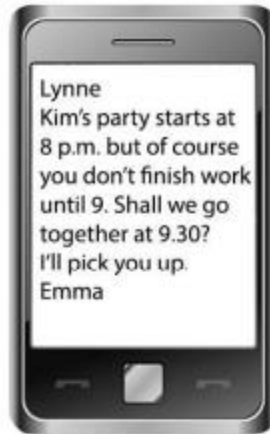 Lynne
Kim's party starts at
8 p.m. but of course
you don't finish work
until 9. Shall we go
together at 9.30?
I'll pick you up.
Emma